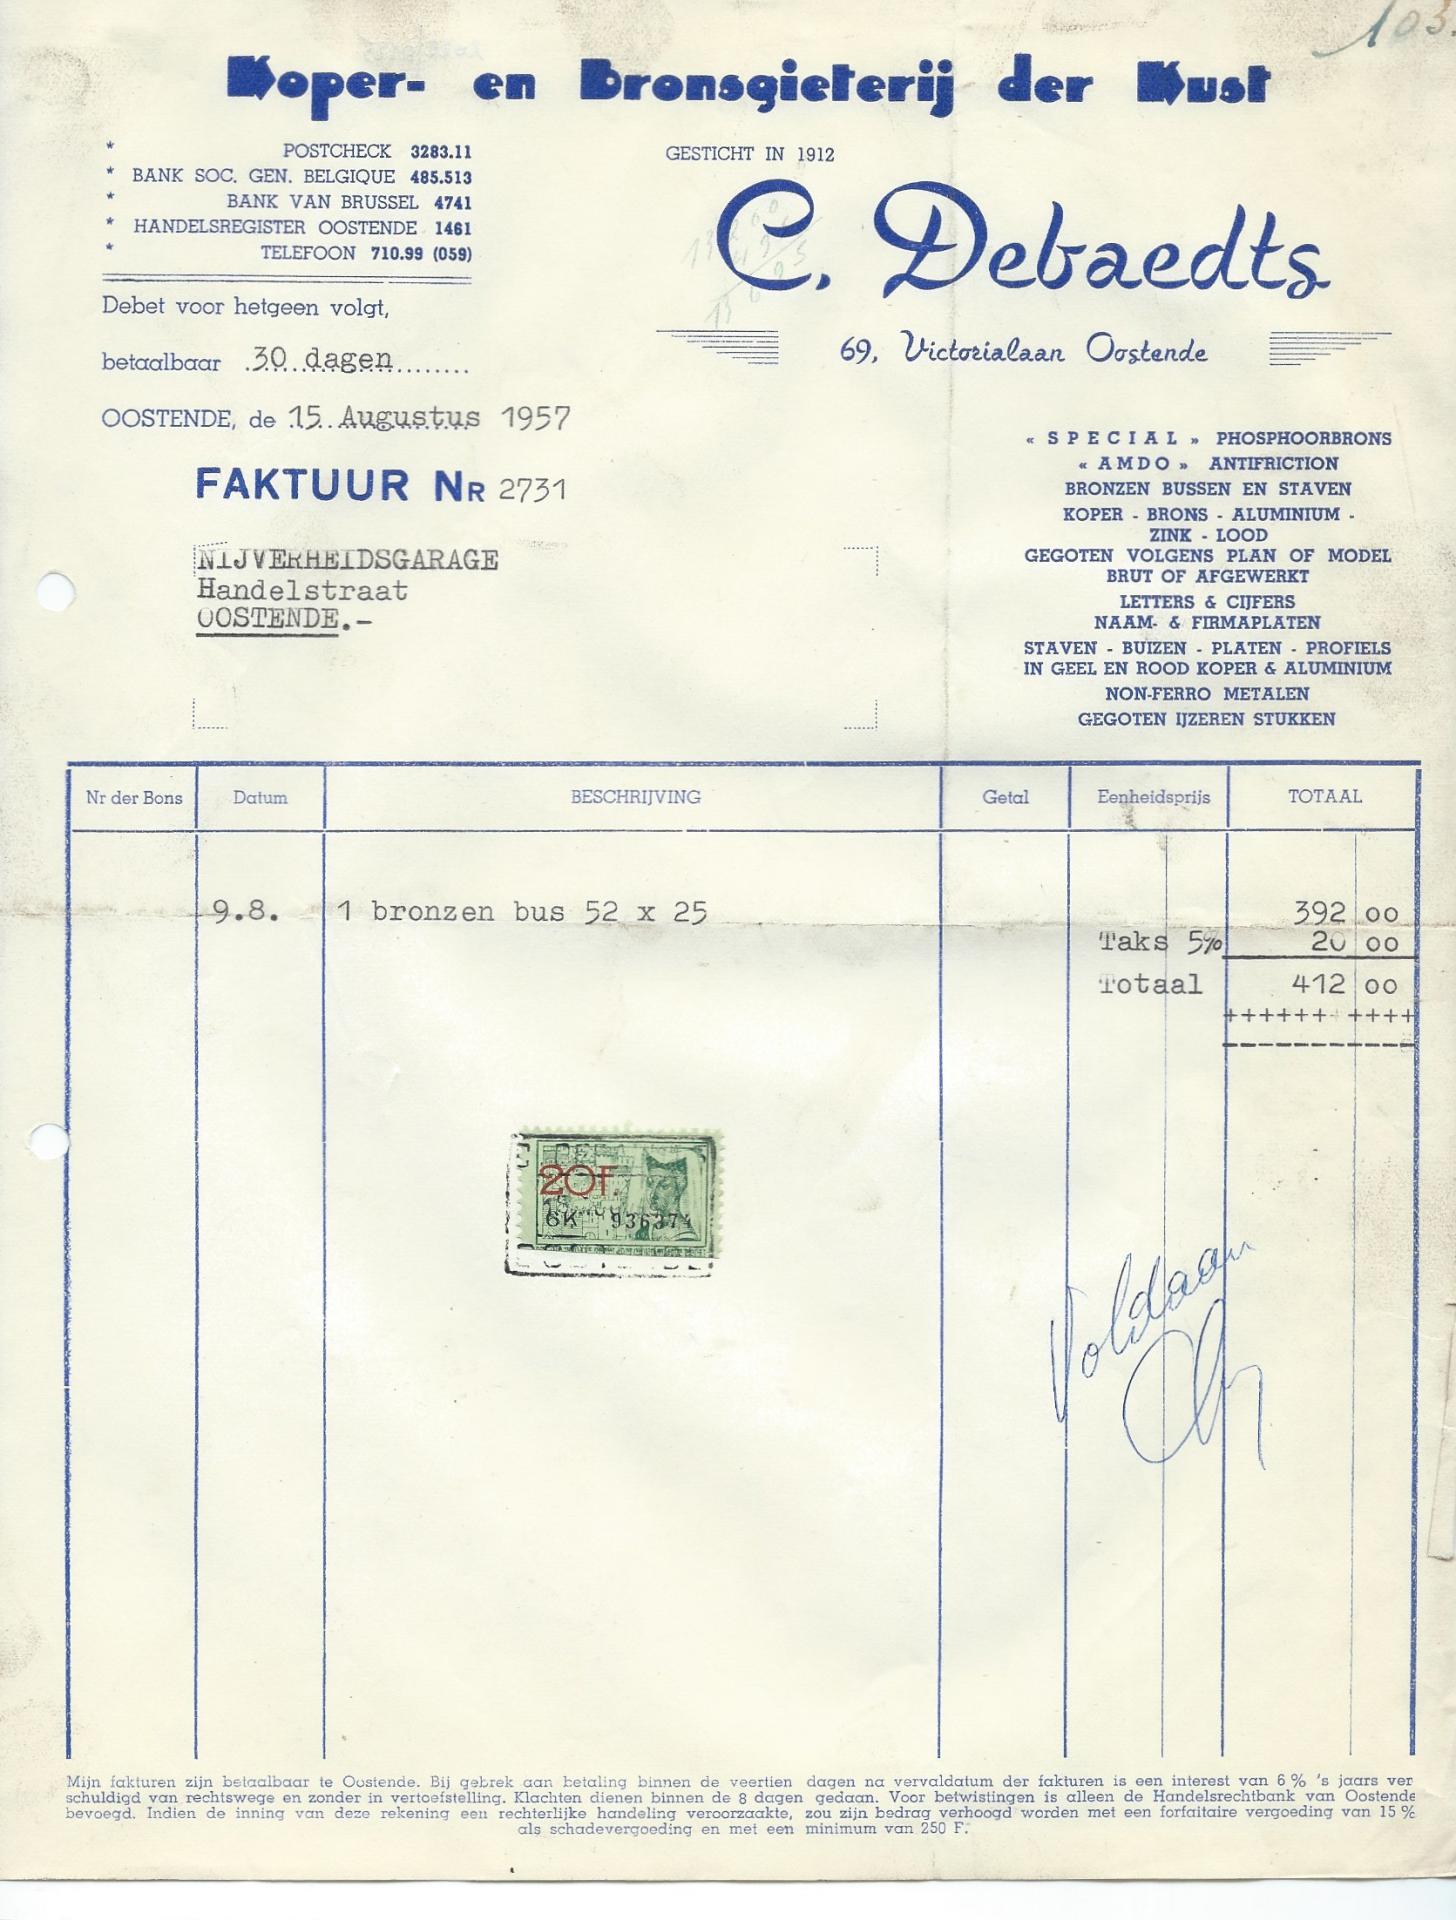 103.
Koper- en Bronsgieterij der Kust
* POSTCHECK 3283.11
* BANK SOC. GEN. BELGIQUE 485.513
* BANK VAN BRUSSEL 4741
* HANDELSREGISTER OOSTENDE 1461
* TELEFOON 710.99 (059)
GESTICHT IN 1912
C. Debaedts
69, Victorialaan Oostende
Debet voor hetgeen volgt,
betaalbaar 30 dagen
OOSTENDE, de 15 Augustus 1957
FAKTUUR NR 2731
NIJVERHEIDSGARAGE
Handelstraat
OOSTENDE.-
« SPECIAL » PHOSPHOORBRONS
« AMDO » ANTIFRICTION
BRONZEN BUSSEN EN STAVEN
KOPER - BRONS - ALUMINIUM -
ZINK - LOOD
GEGOTEN VOLGENS PLAN OF MODEL
BRUT OF AFGEWERKT
LETTERS & CIJFERS
NAAM- & FIRMAPLATEN
STAVEN - BUIZEN - PLATEN - PROFIELS
IN GEEL EN ROOD KOPER & ALUMINIUM
NON-FERRO METALEN
GEGOTEN IJZEREN STUKKEN
Nr der Bons Datum BESCHRIJVING Getal Eenheidsprijs TOTAAL
9.8. 1 bronzen bus 52 x 25 392 00
Taks 5% 20 00
Totaal 412 00
++++++ ++++
20F.
6K 936374
Voldaan
Mijn fakturen zijn betaalbaar te Oostende. Bij gebrek aan betaling binnen de veertien dagen na vervaldatum der fakturen is een interest van 6 % 's jaars ver
schuldigd van rechtswege en zonder in vertoefstelling. Klachten dienen binnen de 8 dagen gedaan. Voor betwistingen is alleen de Handelsrechtbank van Oostende
bevoegd. Indien de inning van deze rekening een rechterlijke handeling veroorzaakte, zou zijn bedrag verhoogd worden met een forfaitaire vergoeding van 15 %
als schadevergoeding en met een minimum van 250 F.